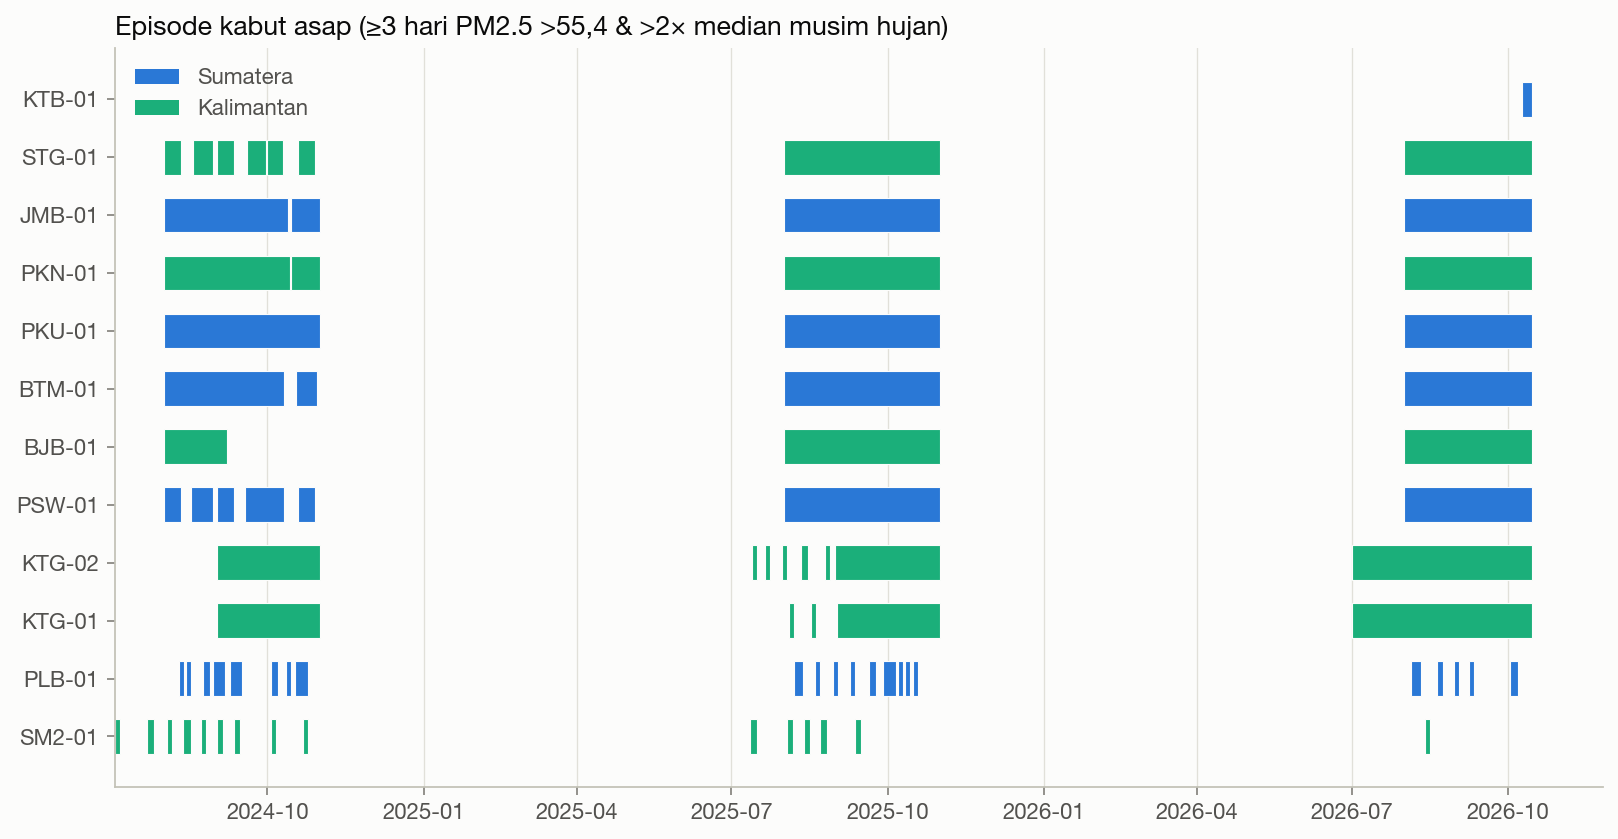 Episode kabut asap (≥3 hari PM2.5 >55,4 & >2× median musim hujan)
Sumatera
Kalimantan
KTB-01
STG-01
JMB-01
PKN-01
PKU-01
BTM-01
BJB-01
PSW-01
KTG-02
KTG-01
PLB-01
SM2-01
2024-10 2025-01 2025-04 2025-07 2025-10 2026-01 2026-04 2026-07 2026-10